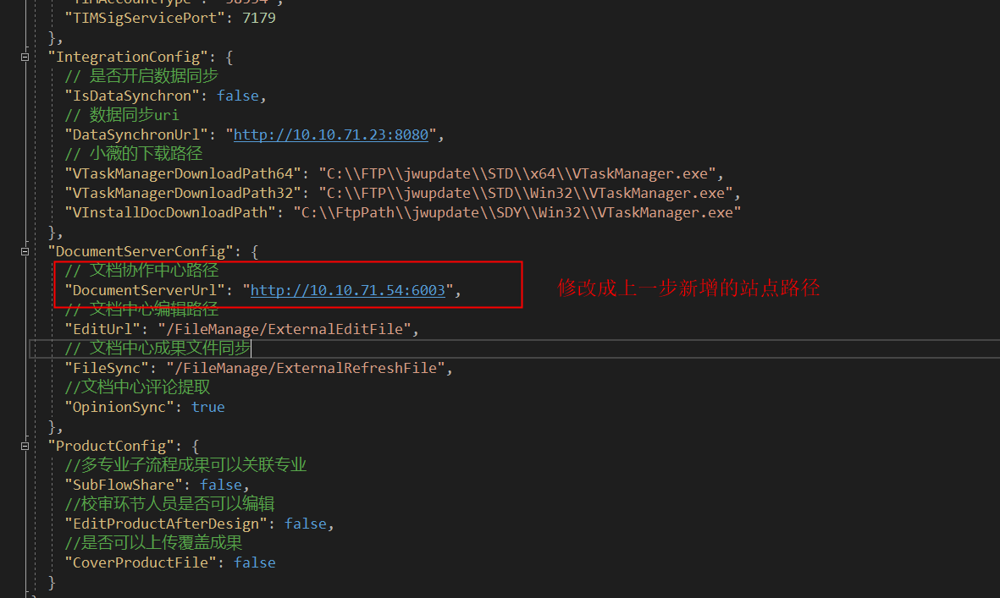 "TIMSigServicePort": 7179
},
"IntegrationConfig": {
// 是否开启数据同步
"IsDataSynchron": false,
// 数据同步uri
"DataSynchronUrl": "http://10.10.71.23:8080",
// 小薇的下载路径
"VTaskManagerDownloadPath64": "C:\\FTP\\jwupdate\\STD\\x64\\VTaskManager.exe",
"VTaskManagerDownloadPath32": "C:\\FTP\\jwupdate\\STD\\Win32\\VTaskManager.exe",
"VInstallDocDownloadPath": "C:\\FtpPath\\jwupdate\\SDY\\Win32\\VTaskManager.exe"
},
"DocumentServerConfig": {
// 文档协作中心路径
"DocumentServerUrl": "http://10.10.71.54:6003",
修改成上一步新增的站点路径
// 文档中心编辑路径
"EditUrl": "/FileManage/ExternalEditFile",
// 文档中心成果文件同步
"FileSync": "/FileManage/ExternalRefreshFile",
//文档中心评论提取
"OpinionSync": true
},
"ProductConfig": {
//多专业子流程成果可以关联专业
"SubFlowShare": false,
//校审环节人员是否可以编辑
"EditProductAfterDesign": false,
//是否可以上传覆盖成果
"CoverProductFile": false
}